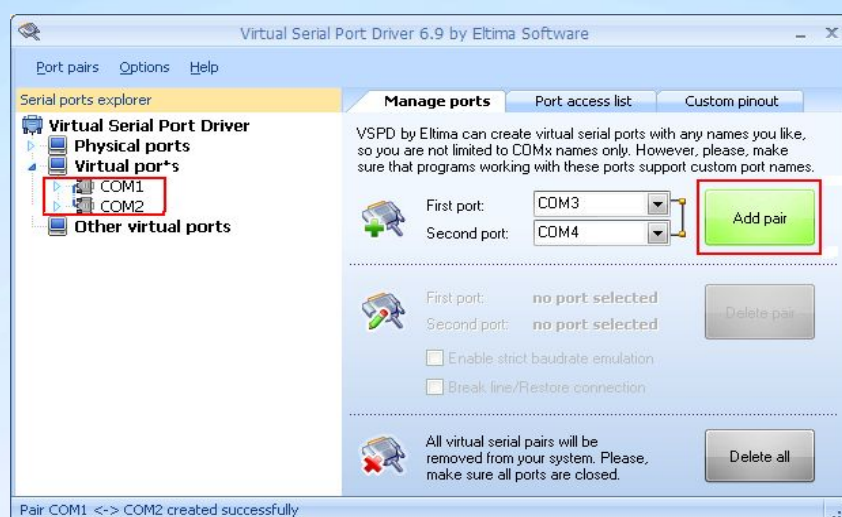 Virtual Serial Port Driver 6.9 by Eltima Software
Port pairs Options Help
Serial ports explorer
Virtual Serial Port Driver
Physical ports
Virtual por*s
COM1
COM2
Other virtual ports
Manage ports Port access list Custom pinout
VSPD by Eltima can create virtual serial ports with any names you like,
so you are not limited to COMx names only. However, please, make
sure that programs working with these ports support custom port names.
First port: COM3
Second port: COM4
Add pair
First port: no port selected
Second port: no port selected
Delete pair
Enable strict baudrate emulation
Break line/Restore connection
All virtual serial pairs will be
removed from your system. Please,
make sure all ports are closed.
Delete all
Pair COM1 <-> COM2 created successfully